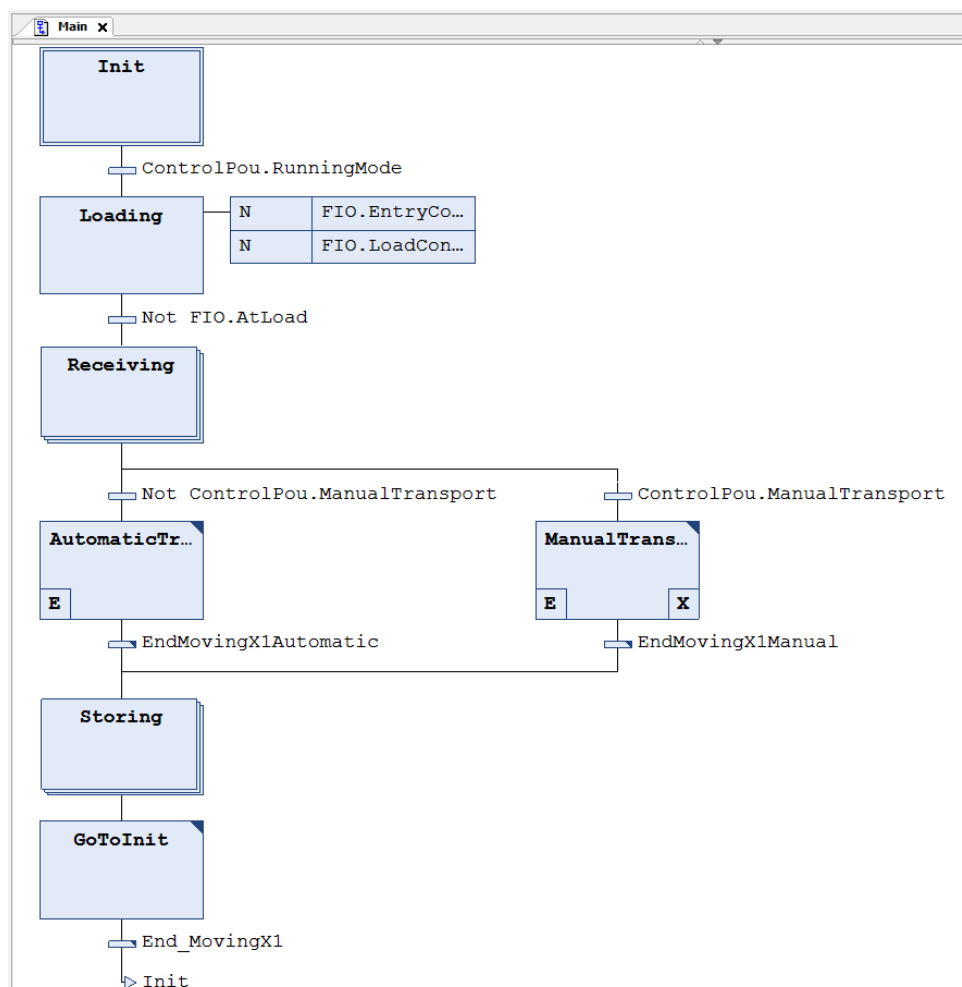 Main
Init
ControlPou.RunningMode
Loading
N FIO.EntryCo…
N FIO.LoadCon…
Not FIO.AtLoad
Receiving
Not ControlPou.ManualTransport
ControlPou.ManualTransport
AutomaticTr…
ManualTrans…
E
E X
EndMovingX1Automatic
EndMovingX1Manual
Storing
GoToInit
End_MovingX1
Init